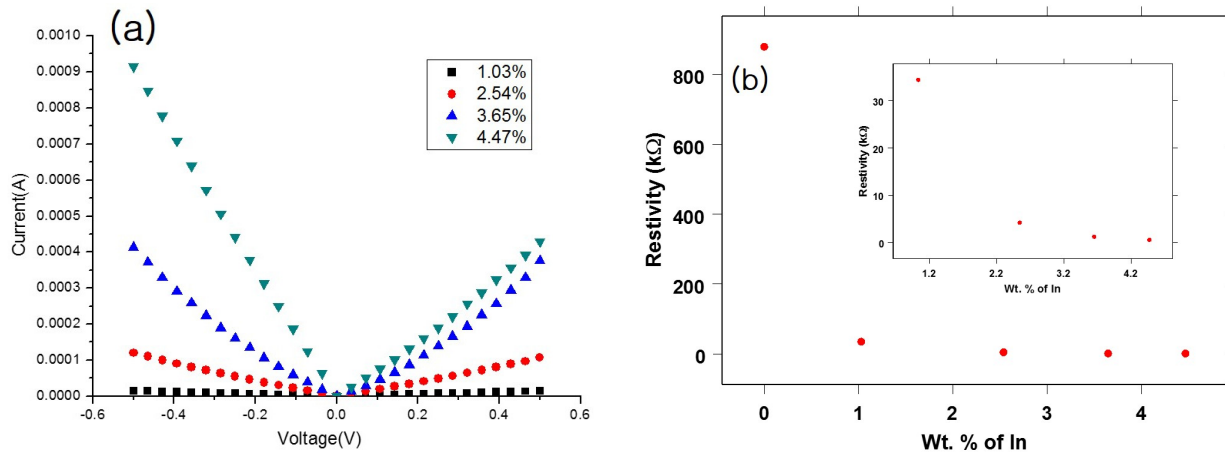 (a)
0.0010
0.0009
0.0008
0.0007
0.0006
0.0005
0.0004
0.0003
0.0002
0.0001
0.0000
Current(A)
-0.6 -0.4 -0.2 0.0 0.2 0.4 0.6
Voltage(V)
1.03%
2.54%
3.65%
4.47%
(b)
800
600
400
200
0
Restivity (kΩ)
0 1 2 3 4
Wt. % of In
30
20
10
0
Restivity (kΩ)
1.2 2.2 3.2 4.2
Wt. % of In